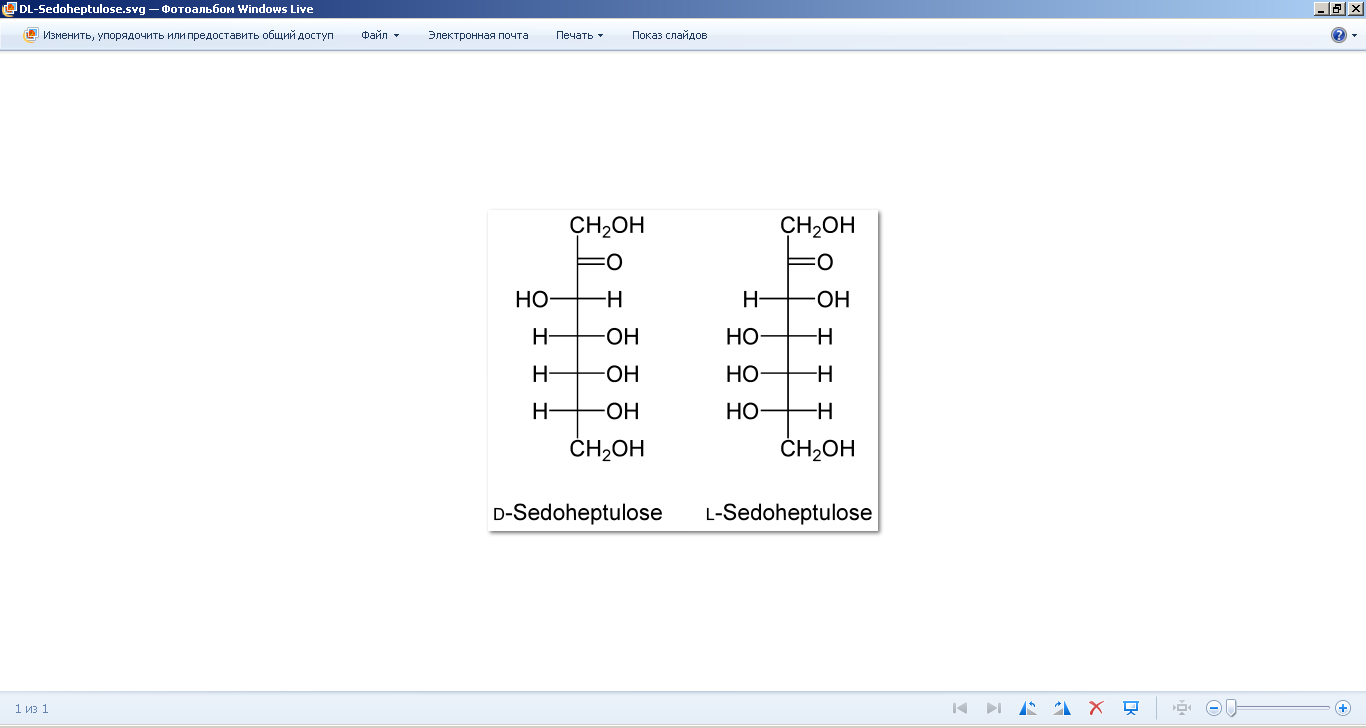 DL-Sedoheptulose.svg — Фотоальбом Windows Live
Изменить, упорядочить или предоставить общий доступ Файл Электронная почта Печать Показ слайдов
CH2OH CH2OH
O O
HO H H OH
H OH HO H
H OH HO H
H OH HO H
CH2OH CH2OH
D-Sedoheptulose L-Sedoheptulose
1 из 1